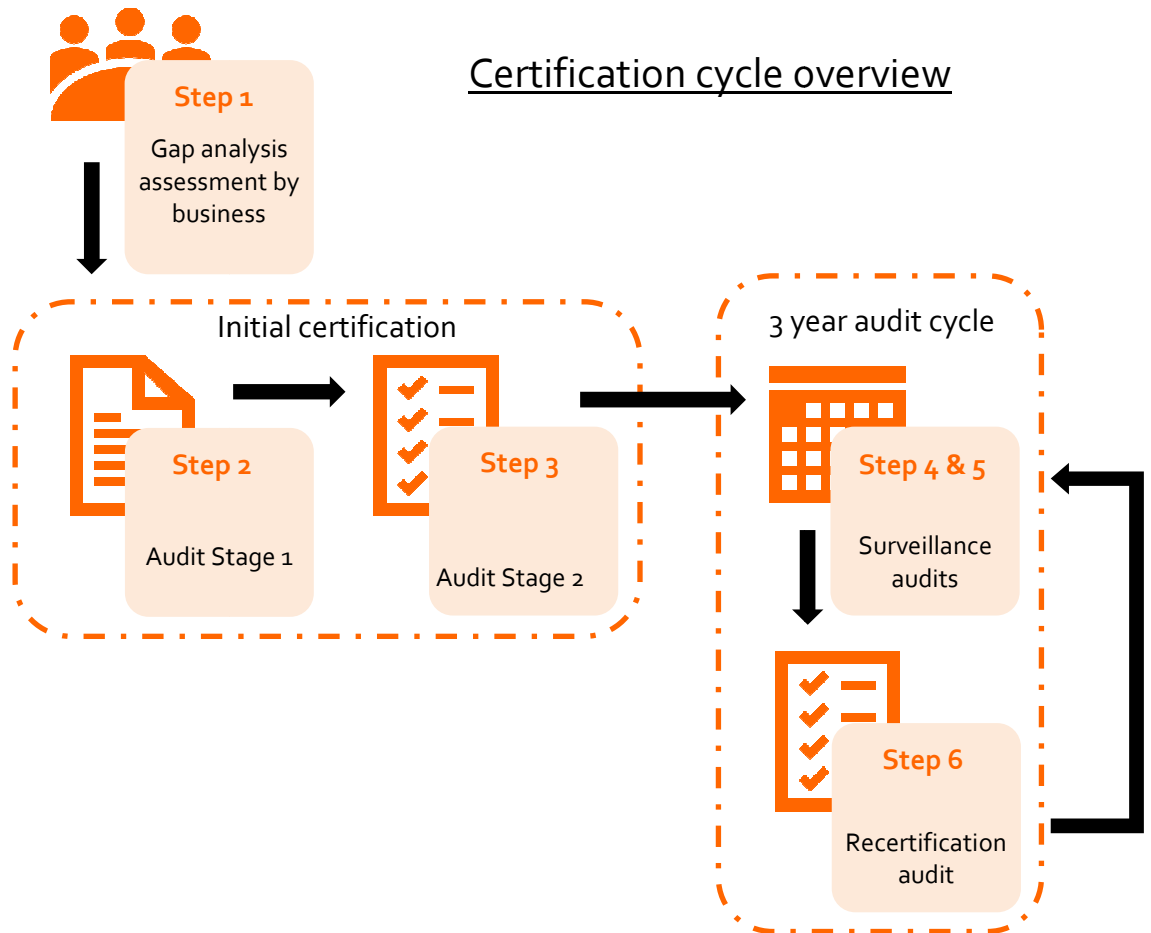 Certification cycle overview
Step 1
Gap analysis
assessment by
business
Initial certification
Step 2
Audit Stage 1
Step 3
Audit Stage 2
3 year audit cycle
Step 4 & 5
Surveillance
audits
Step 6
Recertification
audit